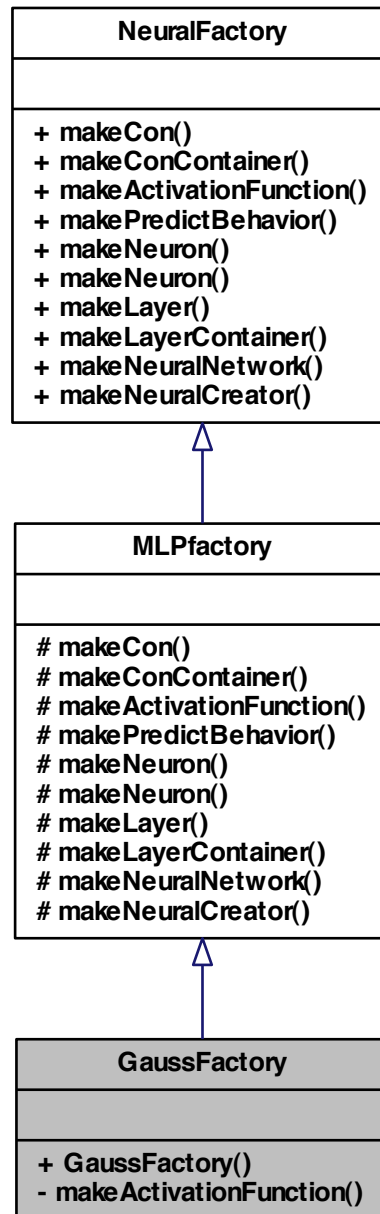 NeuralFactory
+ makeCon()
+ makeConContainer()
+ makeActivationFunction()
+ makePredictBehavior()
+ makeNeuron()
+ makeNeuron()
+ makeLayer()
+ makeLayerContainer()
+ makeNeuralNetwork()
+ makeNeuralCreator()
MLPfactory
# makeCon()
# makeConContainer()
# makeActivationFunction()
# makePredictBehavior()
# makeNeuron()
# makeNeuron()
# makeLayer()
# makeLayerContainer()
# makeNeuralNetwork()
# makeNeuralCreator()
GaussFactory
+ GaussFactory()
- makeActivationFunction()